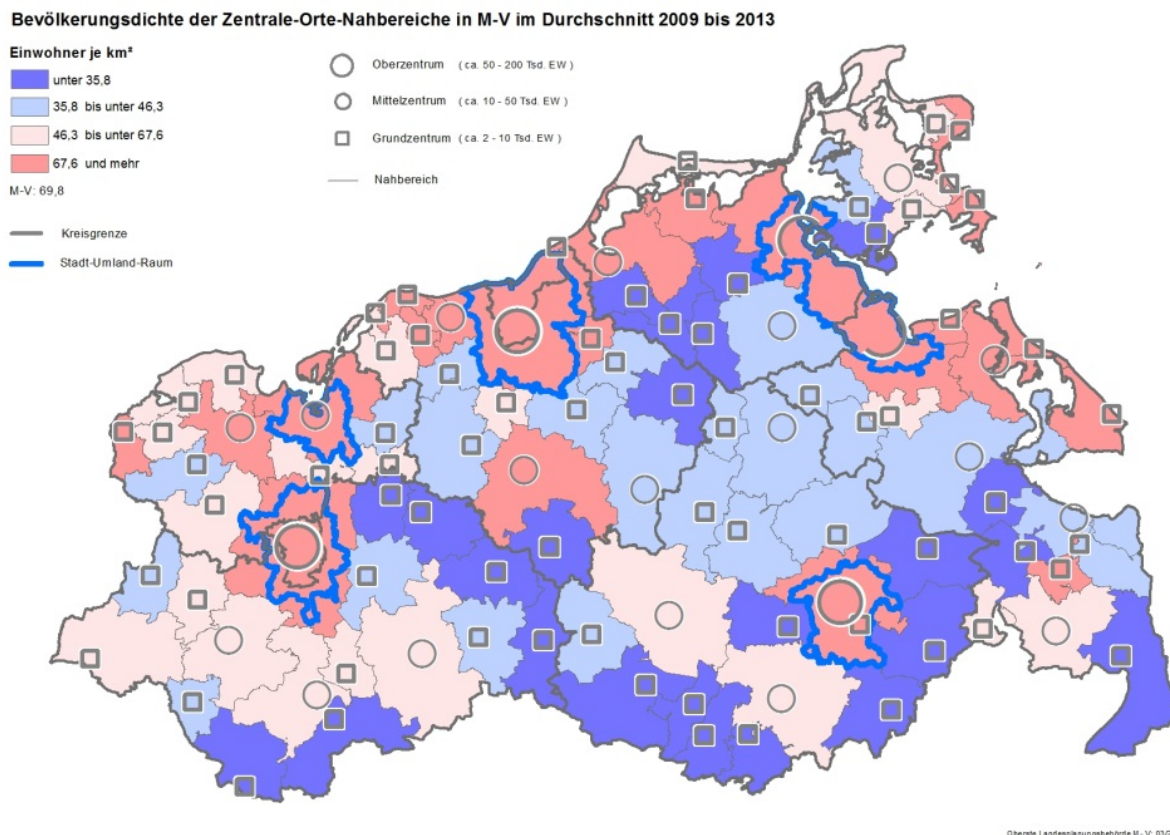 Bevölkerungsdichte der Zentrale-Orte-Nahbereiche in M-V im Durchschnitt 2009 bis 2013
Einwohner je km²
unter 35,8
35,8 bis unter 46,3
46,3 bis unter 67,6
67,6 und mehr
M-V: 69,8
Kreisgrenze
Stadt-Umland-Raum
Oberzentrum ( ca. 50 - 200 Tsd. EW )
Mittelzentrum ( ca. 10 - 50 Tsd. EW )
Grundzentrum ( ca. 2 - 10 Tsd. EW )
Nahbereich
Oberste Landesplanungsbehörde M-V;